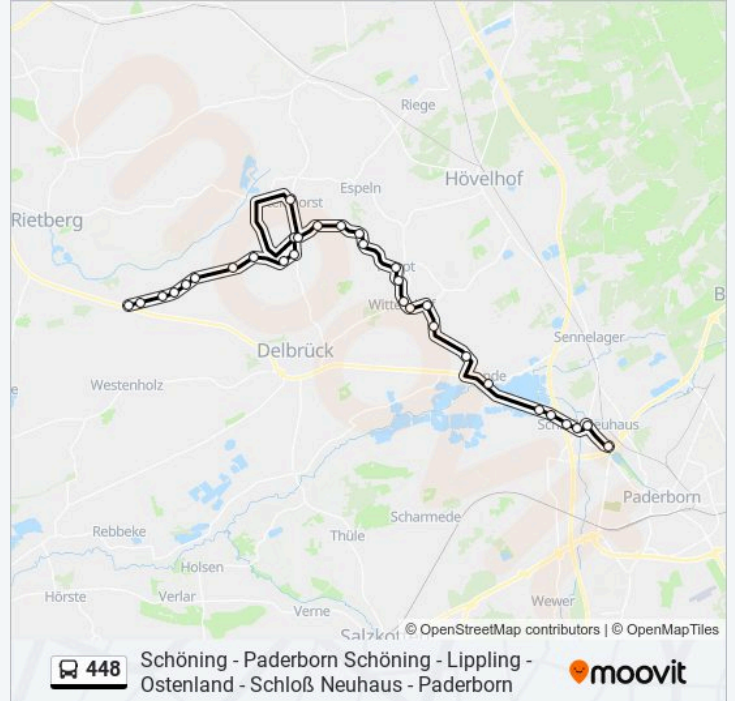 Riege
Espeln
Hövelhof
Rietberg
Sennelager
Delbrück
Westenholz
Paderborn
Scharmede
Rebbeke
Thüle
Holsen
Hörste
Verlar
Verne
Wewer
© OpenStreetMap contributors | © OpenMapTiles
448
Schöning - Paderborn Schöning - Lippling -
Ostenland - Schloß Neuhaus - Paderborn
moovit